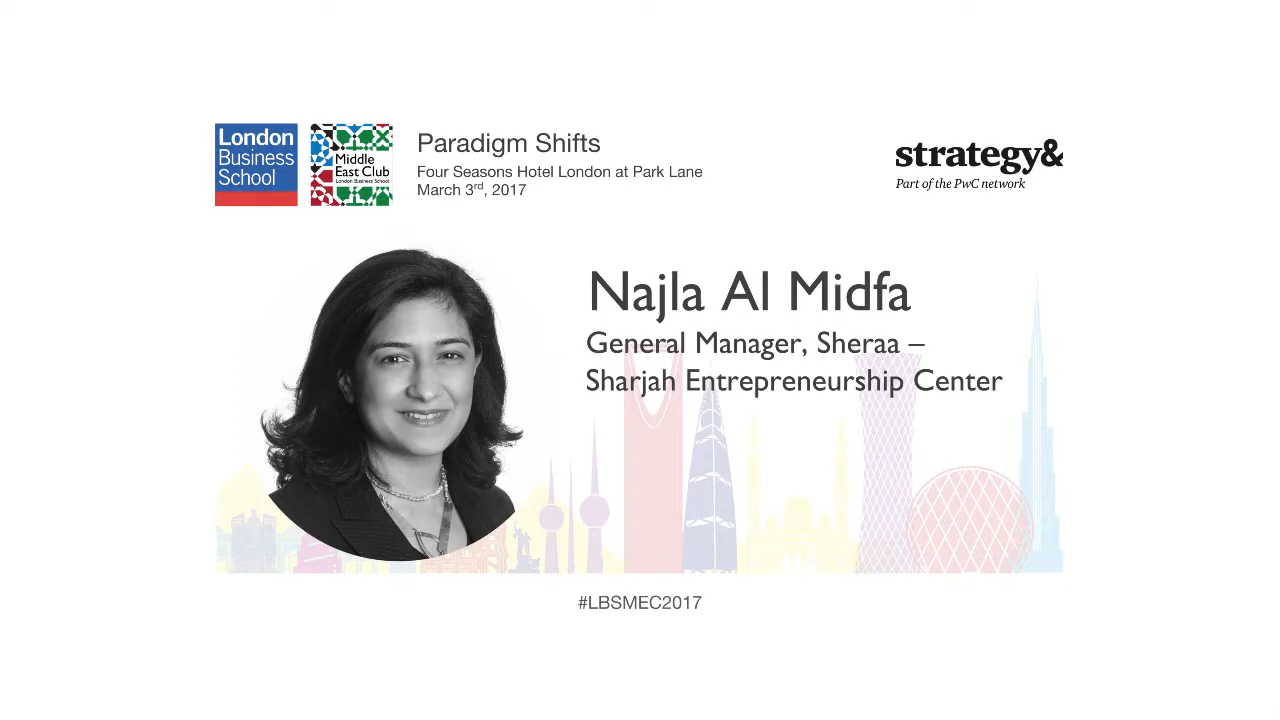 London
Business
School
Middle
East Club
London Business School
Paradigm Shifts
Four Seasons Hotel London at Park Lane
March 3rd, 2017
strategy&
Part of the PwC network
Najla Al Midfa
General Manager, Sheraa –
Sharjah Entrepreneurship Center
#LBSMEC2017